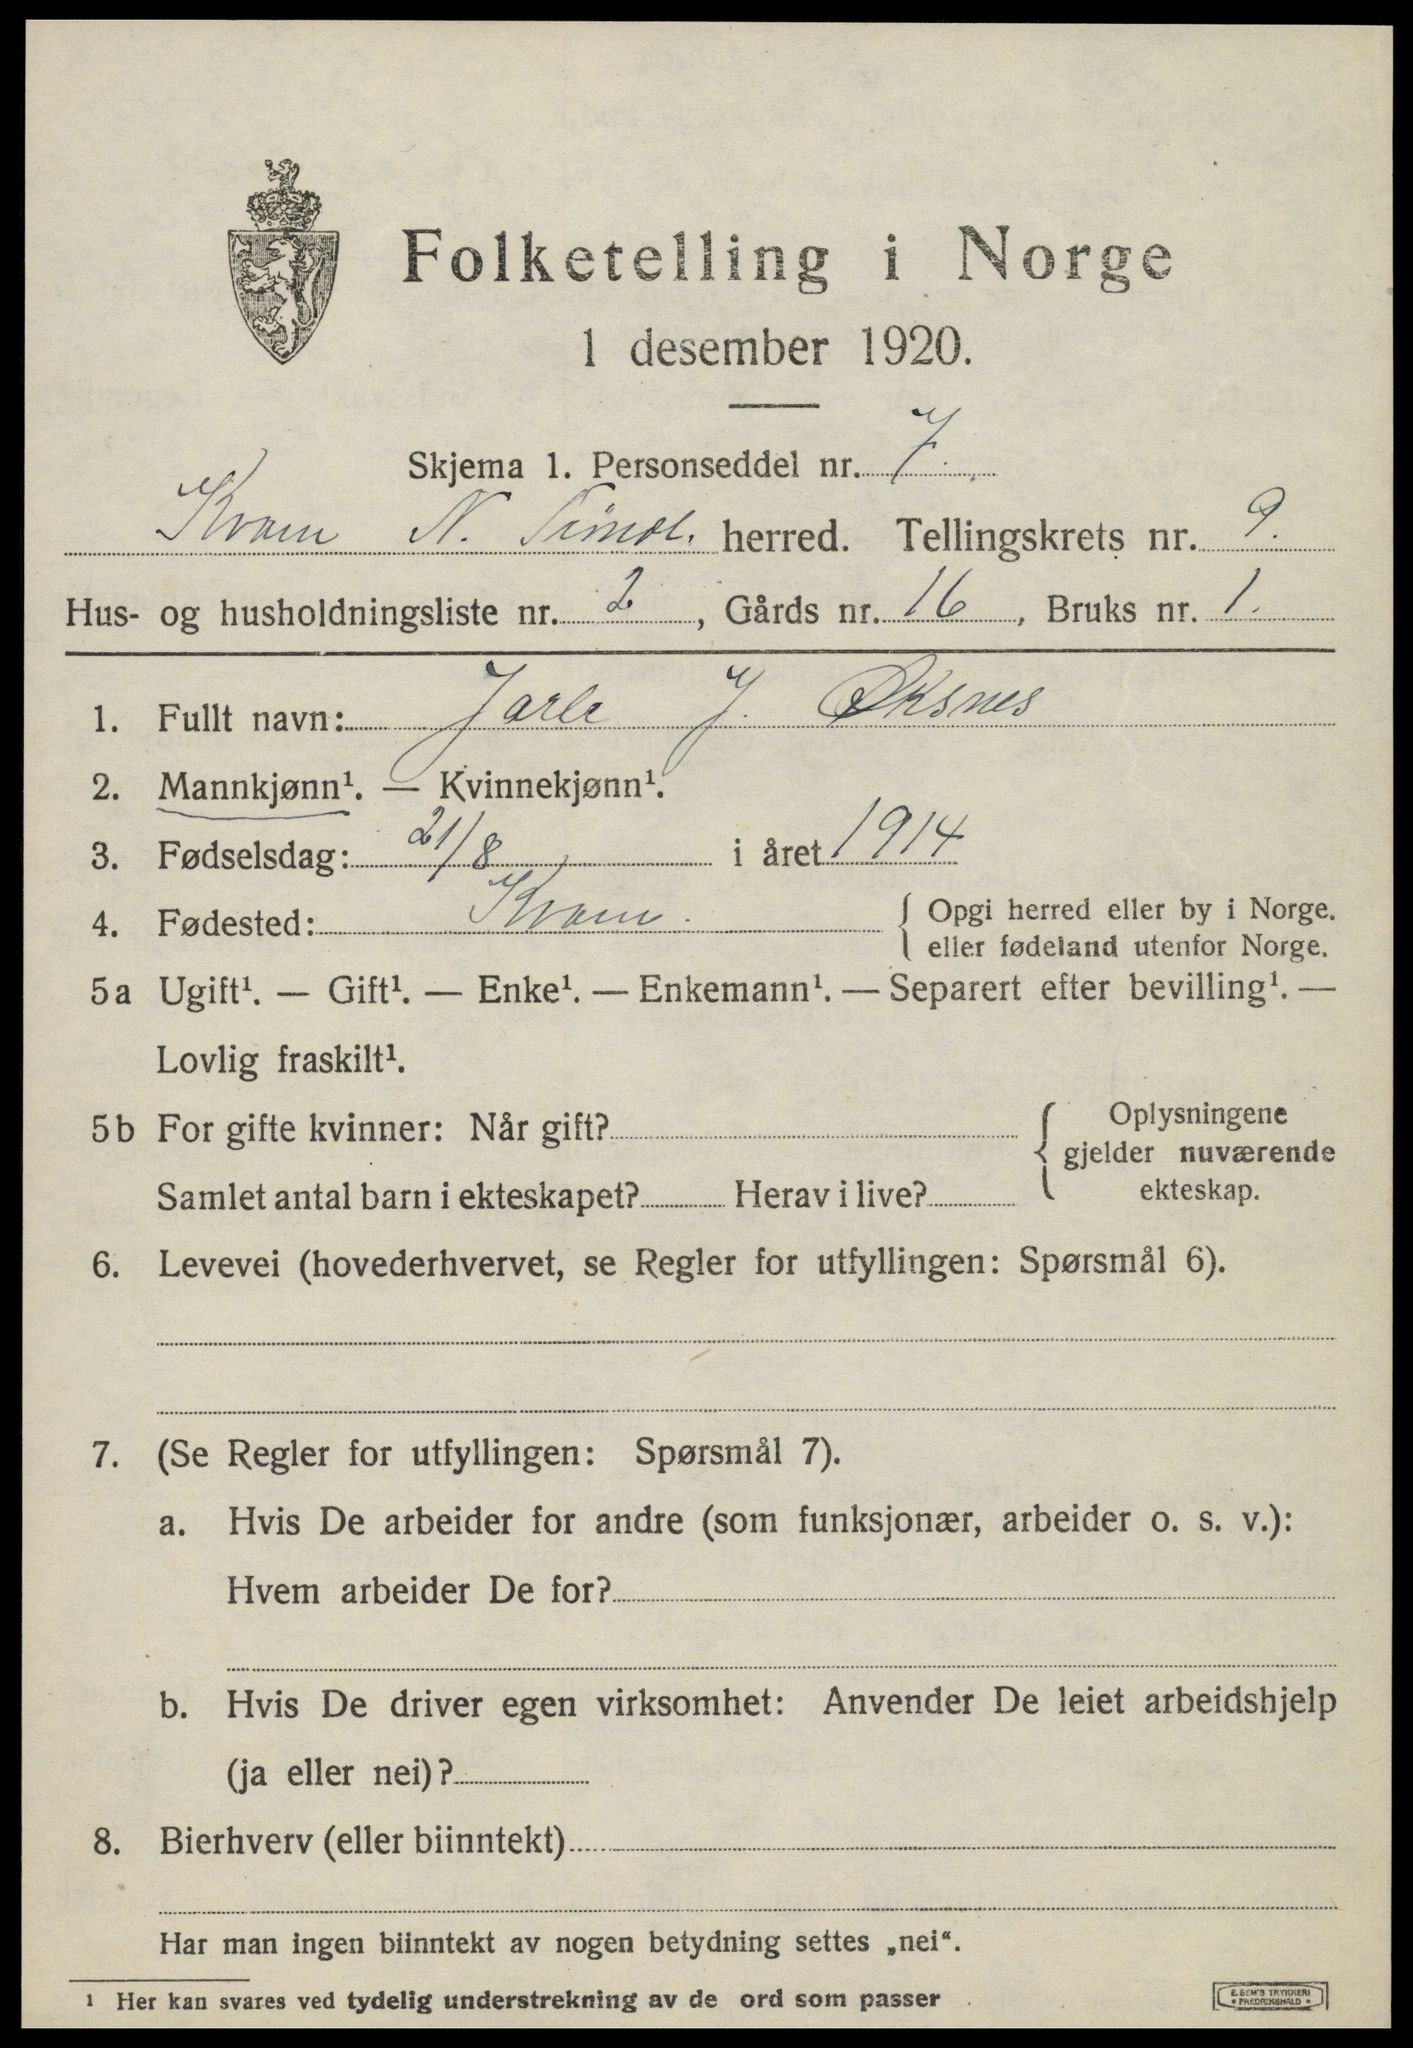 Folketelling i Norge
1 desember 1920.
Skjema 1. Personseddel nr. 7.
Kvam N. Trøndl. herred. Tellingskrets nr. 9.
Hus- og husholdningsliste nr. 2, Gårds nr. 16, Bruks nr. 1.
1. Fullt navn: Jarle J. Øksnes
2. Mannkjønn¹. — Kvinnekjønn¹.
3. Fødselsdag: 21/8 i året 1914
4. Fødested: Kvam. { Opgi herred eller by i Norge.
eller fødeland utenfor Norge.
5a Ugift¹. — Gift¹. — Enke¹. — Enkemann¹. — Separert efter bevilling¹. —
Lovlig fraskilt¹.
5b For gifte kvinner: Når gift?
Samlet antal barn i ekteskapet? Herav i live?
{ Oplysningene
gjelder nuværende
ekteskap.
6. Levevei (hovederhvervet, se Regler for utfyllingen: Spørsmål 6).
7. (Se Regler for utfyllingen: Spørsmål 7).
a. Hvis De arbeider for andre (som funksjonær, arbeider o. s. v.):
Hvem arbeider De for?
b. Hvis De driver egen virksomhet: Anvender De leiet arbeidshjelp
(ja eller nei)?
8. Bierhverv (eller biinntekt)
Har man ingen biinntekt av nogen betydning settes „nei“.
¹ Her kan svares ved tydelig understrekning av de ord som passer
E. SEM'S TRYKKERI
• FREDRIKSHALD •